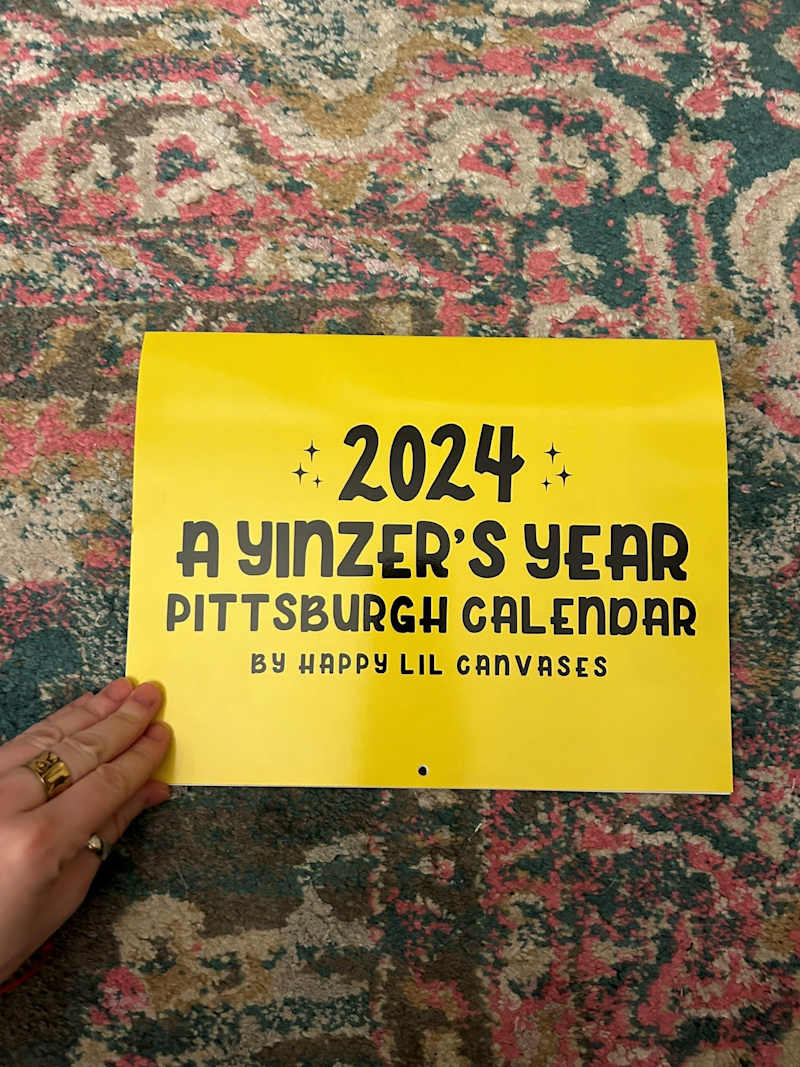 2024
A YINZER'S YEAR
PITTSBURGH CALENDAR
BY HAPPY LIL CANVASES